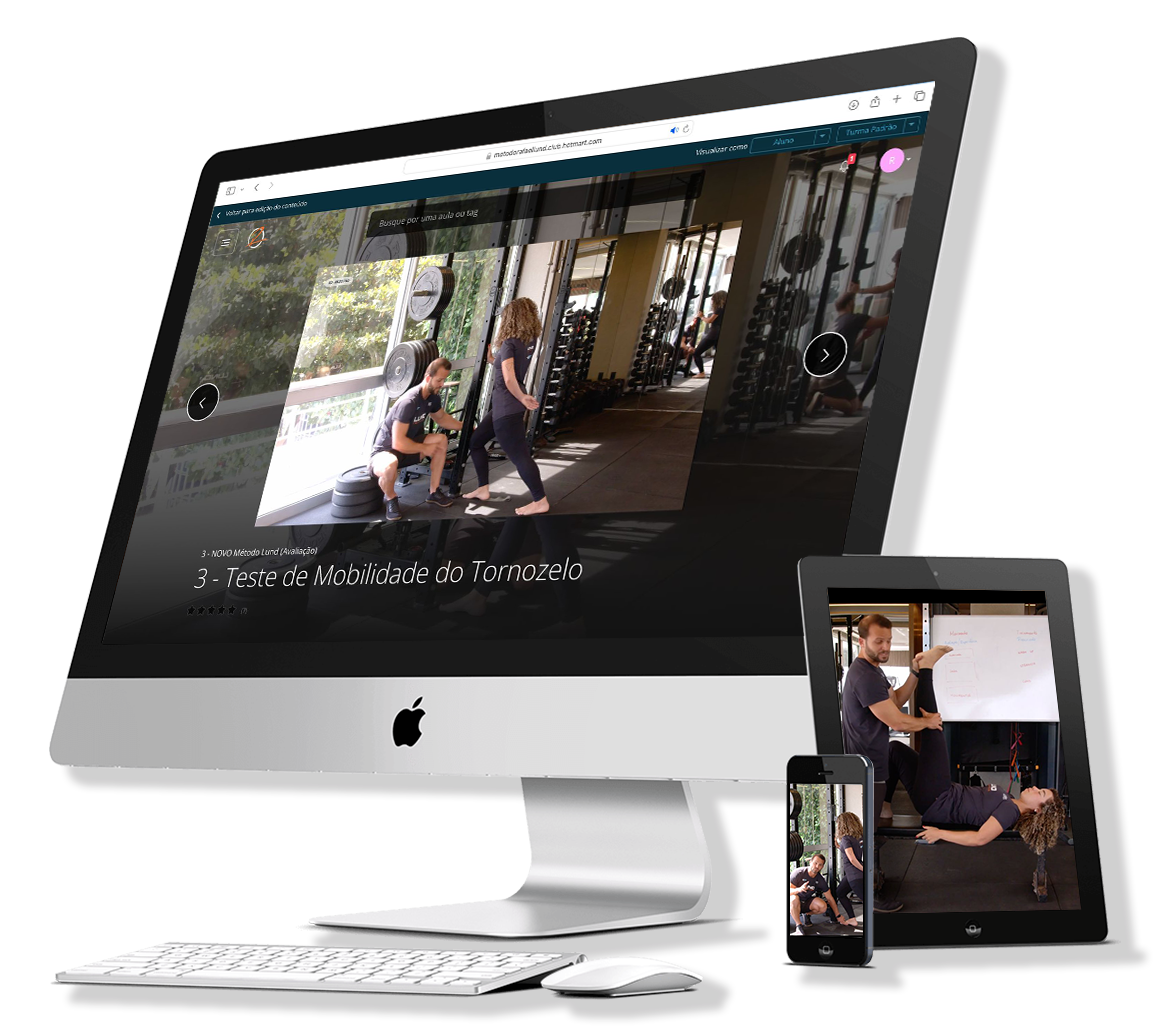 metodorafaellund.club.hotmart.com
Voltar para edição do conteúdo
Visualizar como
Aluno
Turma Padrão
1
R
Busque por uma aula ou tag
3 - NOVO Método Lund (Avaliação)
3 - Teste de Mobilidade do Tornozelo